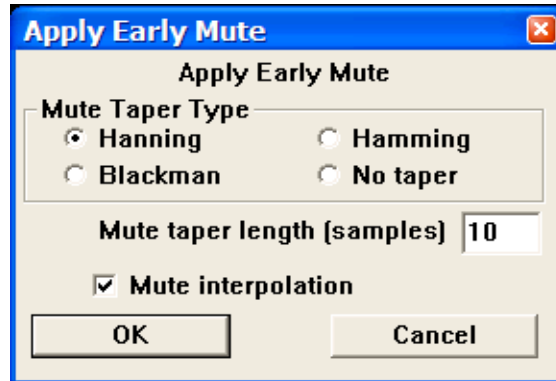 Apply Early Mute
Apply Early Mute
Mute Taper Type
Hanning Hamming
Blackman No taper
Mute taper length (samples) 10
Mute interpolation
OK Cancel